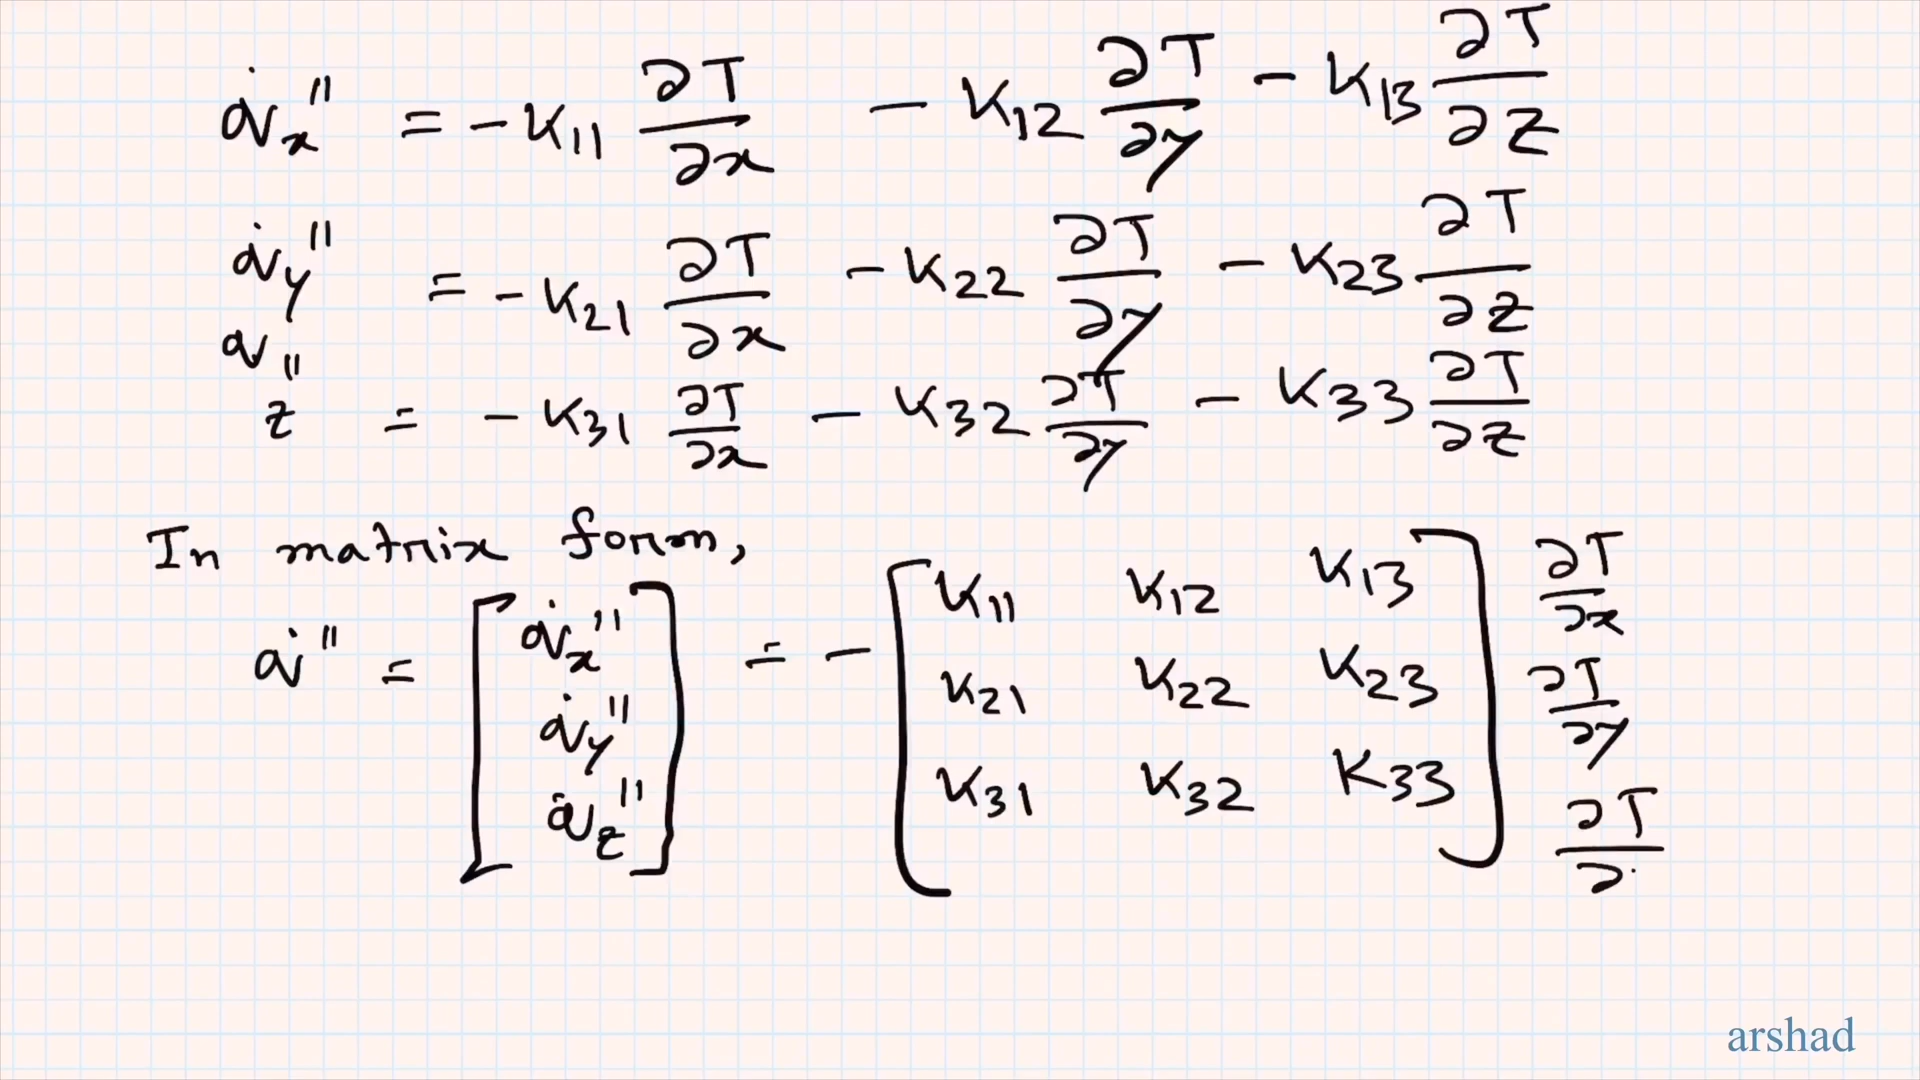 q̇x'' = -K11 ∂T/∂x - K12 ∂T/∂y - K13 ∂T/∂z
q̇y'' = -K21 ∂T/∂x - K22 ∂T/∂y - K23 ∂T/∂z
q''z = -K31 ∂T/∂x - K32 ∂T/∂y - K33 ∂T/∂z
In matrix form,
q̇'' = [q̇x'' q̇y'' q̇z''] = - [K11 K12 K13 K21 K22 K23 K31 K32 K33] ∂T/∂x ∂T/∂y ∂T/∂
arshad